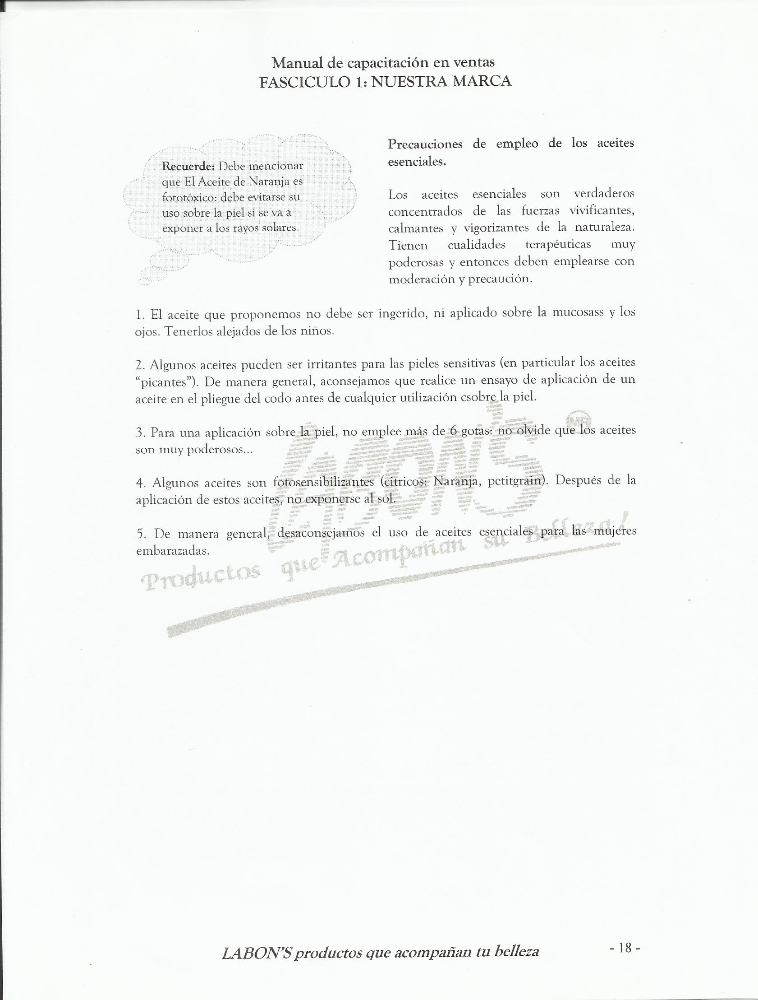 Manual de capacitación en ventas
FASCICULO 1: NUESTRA MARCA
Recuerde: Debe mencionar
que El Aceite de Naranja es
fototóxico: debe evitarse su
uso sobre la piel si se va a
exponer a los rayos solares.
Precauciones de empleo de los aceites
esenciales.
Los aceites esenciales son verdaderos
concentrados de las fuerzas vivificantes,
calmantes y vigorizantes de la naturaleza.
Tienen cualidades terapéuticas muy
poderosas y entonces deben emplearse con
moderación y precaución.
1. El aceite que proponemos no debe ser ingerido, ni aplicado sobre la mucosass y los
ojos. Tenerlos alejados de los niños.
2. Algunos aceites pueden ser irritantes para las pieles sensitivas (en particular los aceites
“picantes”). De manera general, aconsejamos que realice un ensayo de aplicación de un
aceite en el pliegue del codo antes de cualquier utilización csobre la piel.
3. Para una aplicación sobre la piel, no emplee más de 6 gotas: no olvide que los aceites
son muy poderosos...
4. Algunos aceites son fotosensibilizantes (citricos: Naranja, petitgrain). Después de la
aplicación de estos aceites, no exponerse al sol.
5. De manera general, desaconsejamos el uso de aceites esenciales para las mujeres
embarazadas.
LABON'S MR
Productos que Acompañan su Belleza!
LABON'S productos que acompañan tu belleza
- 18 -